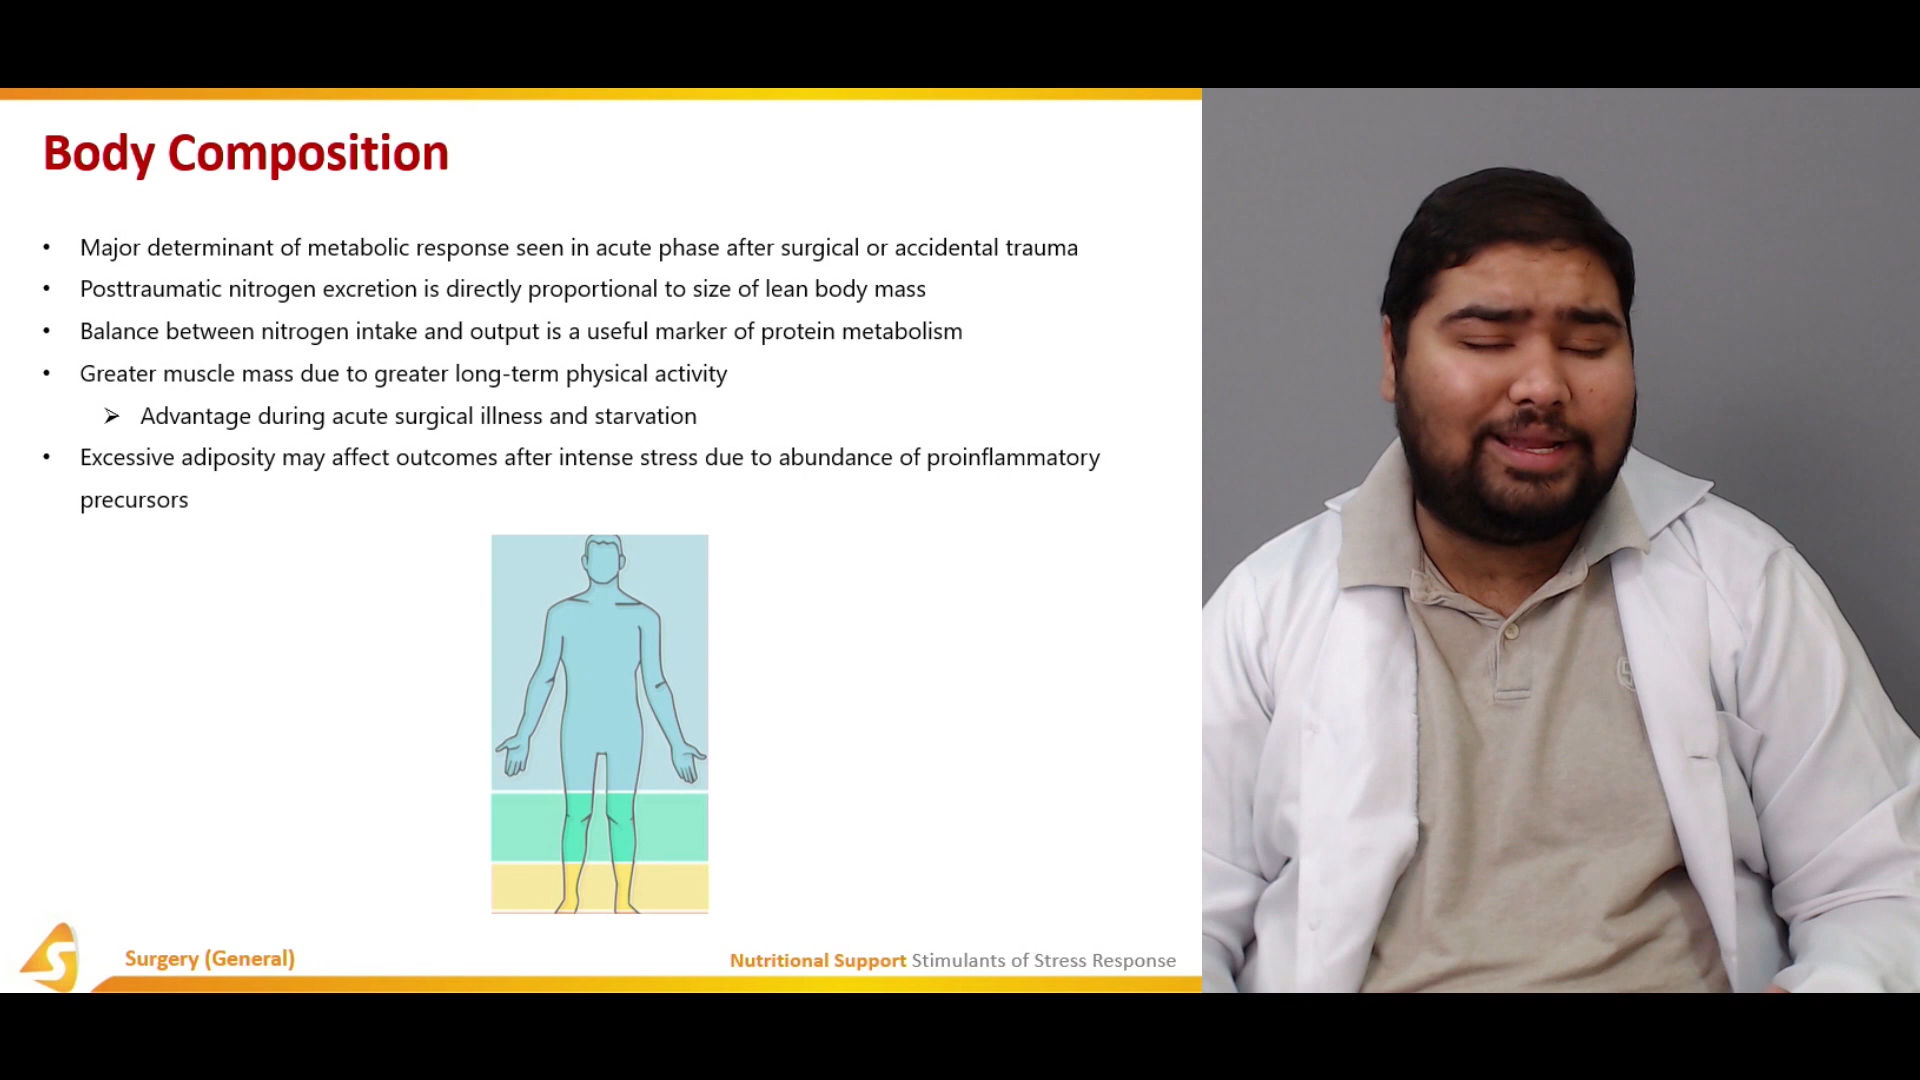 Body Composition
• Major determinant of metabolic response seen in acute phase after surgical or accidental trauma
• Posttraumatic nitrogen excretion is directly proportional to size of lean body mass
• Balance between nitrogen intake and output is a useful marker of protein metabolism
• Greater muscle mass due to greater long-term physical activity
➢ Advantage during acute surgical illness and starvation
• Excessive adiposity may affect outcomes after intense stress due to abundance of proinflammatory
precursors
S
Surgery (General)
Nutritional Support Stimulants of Stress Response